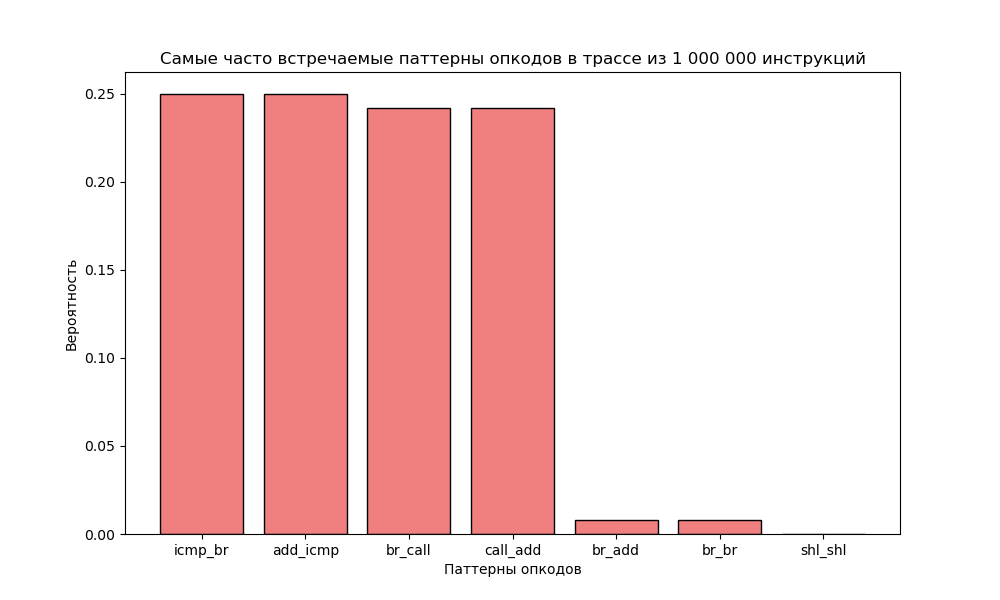 Самые часто встречаемые паттерны опкодов в трассе из 1 000 000 инструкций
0.25
0.20
0.15
0.10
0.05
0.00
Вероятность
icmp_br add_icmp br_call call_add br_add br_br shl_shl
Паттерны опкодов